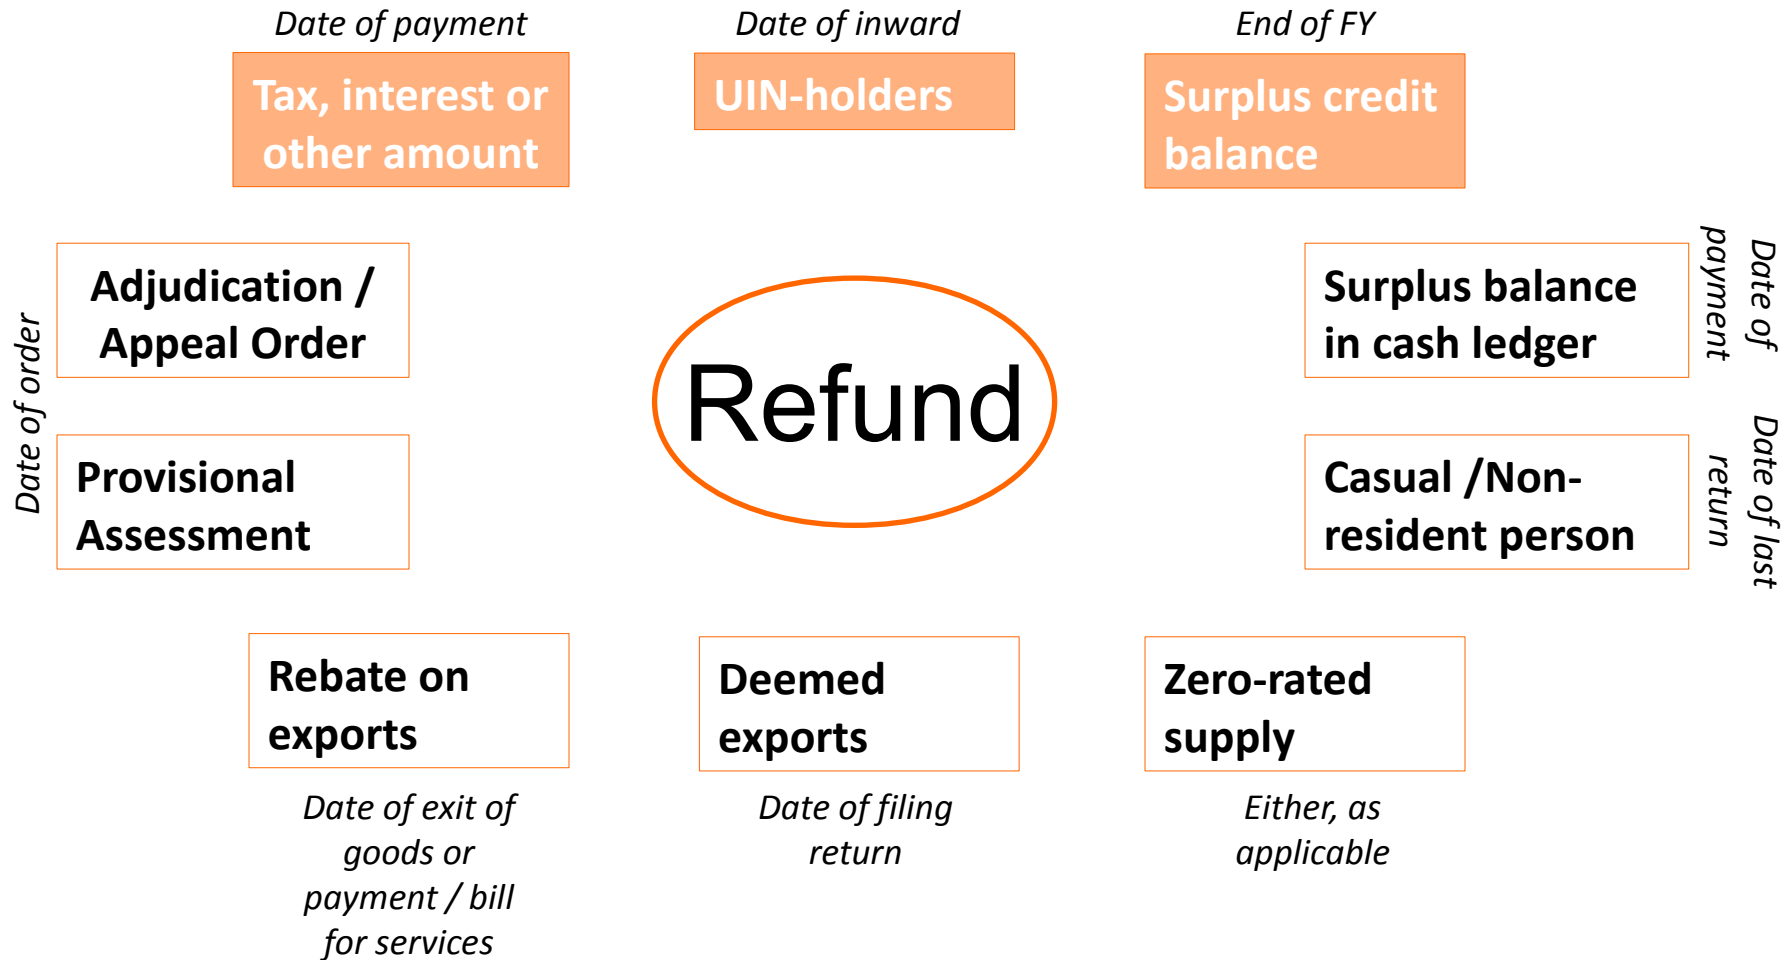 Date of payment
Tax, interest or
other amount
Date of inward
UIN-holders
End of FY
Surplus credit
balance
Date of order
Adjudication /
Appeal Order
Provisional
Assessment
Refund
Surplus balance
in cash ledger
Date of
payment
Casual /Non-
resident person
Date of last
return
Rebate on
exports
Date of exit of
goods or
payment / bill
for services
Deemed
exports
Date of filing
return
Zero-rated
supply
Either, as
applicable